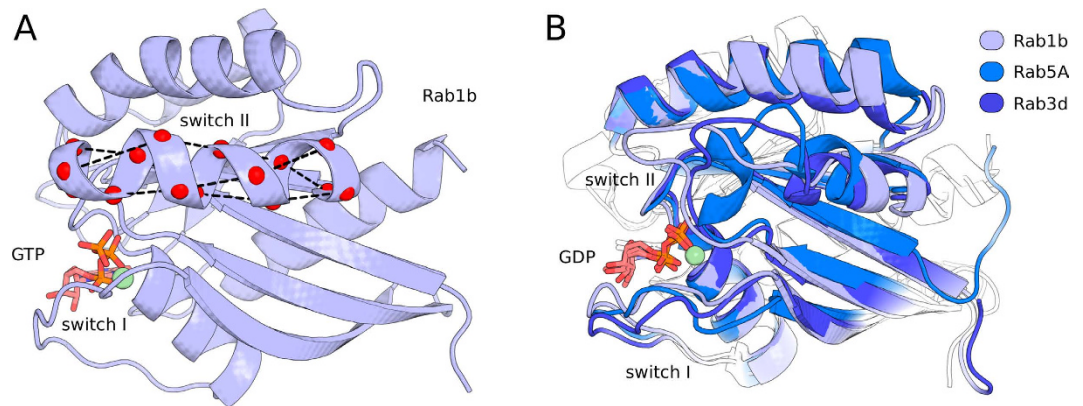 A
switch II
Rab1b
GTP
switch I
B
Rab1b
Rab5A
Rab3d
switch II
GDP
switch I